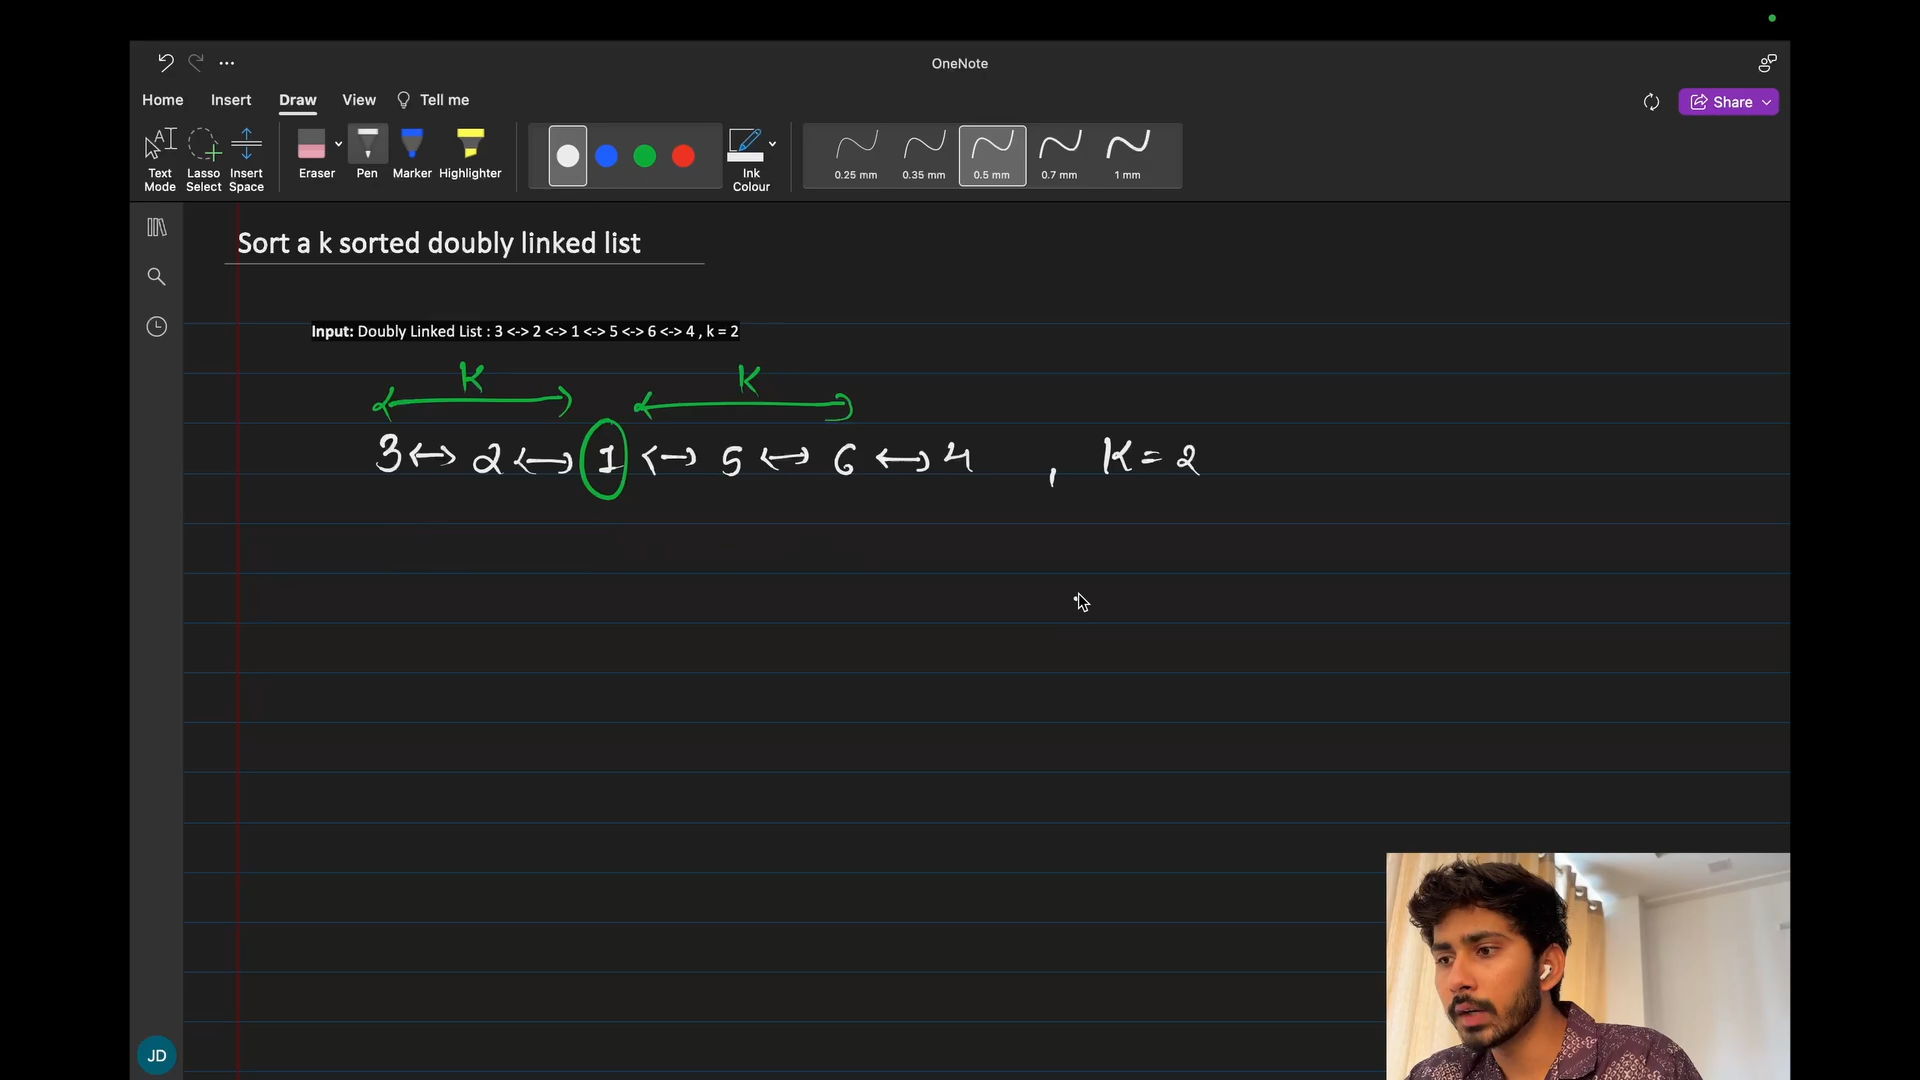 OneNote
Home Insert Draw View Tell me
Share
Text Mode
Lasso Select
Insert Space
Eraser
Pen
Marker
Highlighter
Ink Colour
0.25 mm
0.35 mm
0.5 mm
0.7 mm
1 mm
Sort a k sorted doubly linked list
Input: Doubly Linked List : 3 <-> 2 <-> 1 <-> 5 <-> 6 <-> 4 , k = 2
K K
3 <-> 2 <-> 1 <-> 5 <-> 6 <-> 4 , K = 2
JD